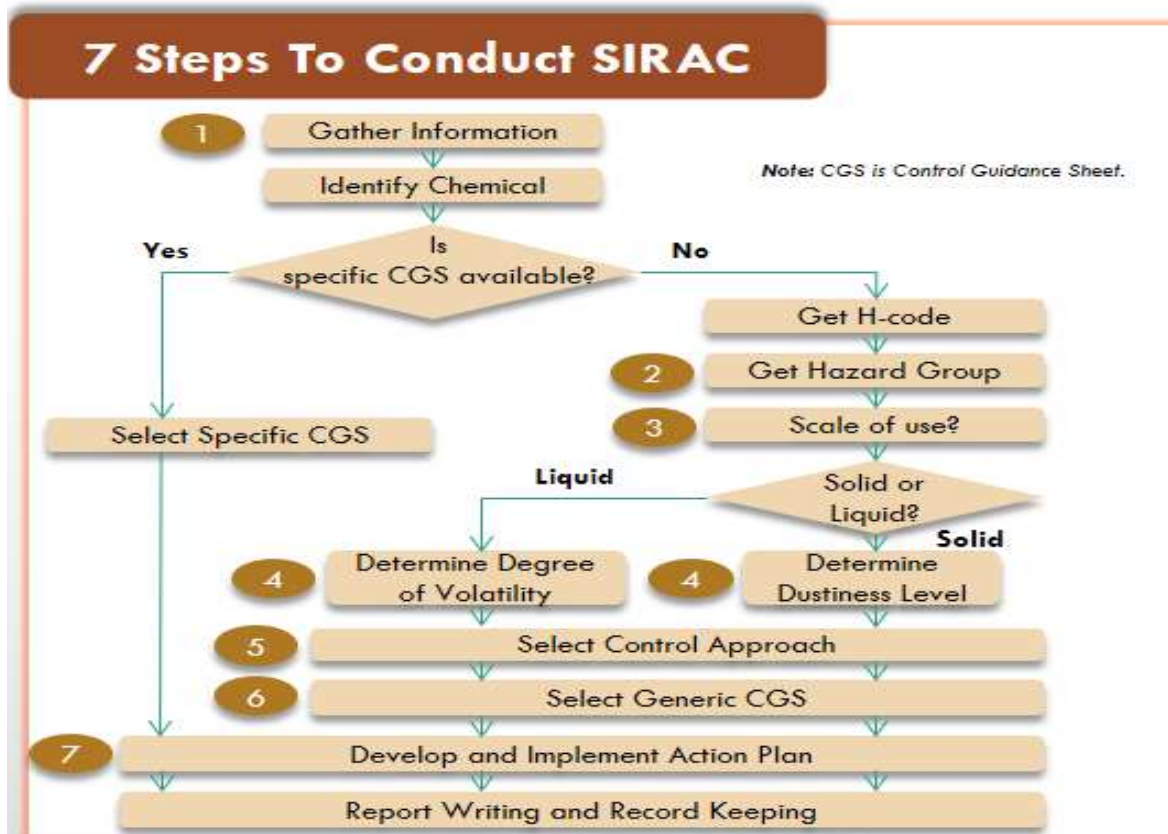 7 Steps To Conduct SIRAC
1
Gather Information
Identify Chemical
Note: CGS is Control Guidance Sheet.
Is
specific CGS available?
Yes
No
Get H-code
2
Get Hazard Group
Select Specific CGS
3
Scale of use?
Liquid
Solid or
Liquid?
Solid
4
Determine Degree
of Volatility
4
Determine
Dustiness Level
5
Select Control Approach
6
Select Generic CGS
7
Develop and Implement Action Plan
Report Writing and Record Keeping